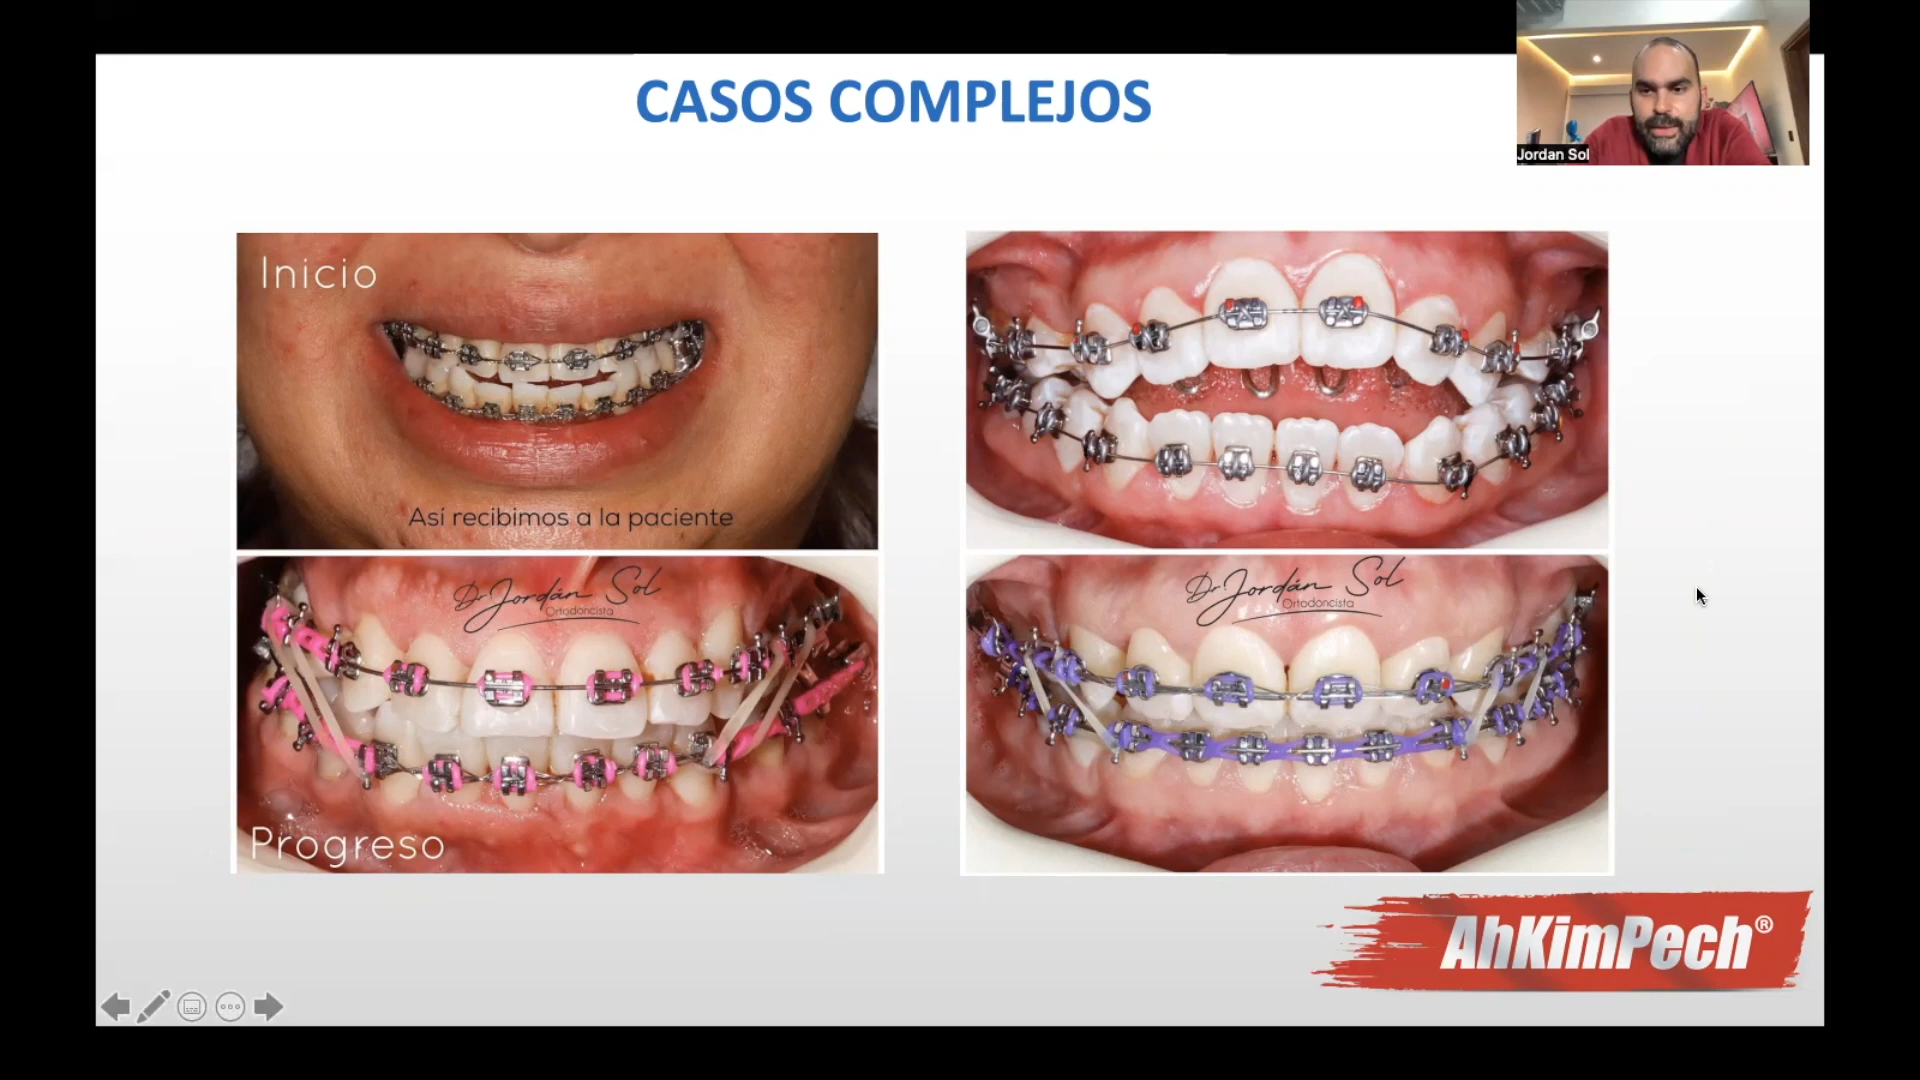 CASOS COMPLEJOS
Jordan Sol
Inicio
Así recibimos a la paciente
Dr. Jordán Sol
Ortodoncista
Progreso
Dr. Jordán Sol
Ortodoncista
AhKimPech®